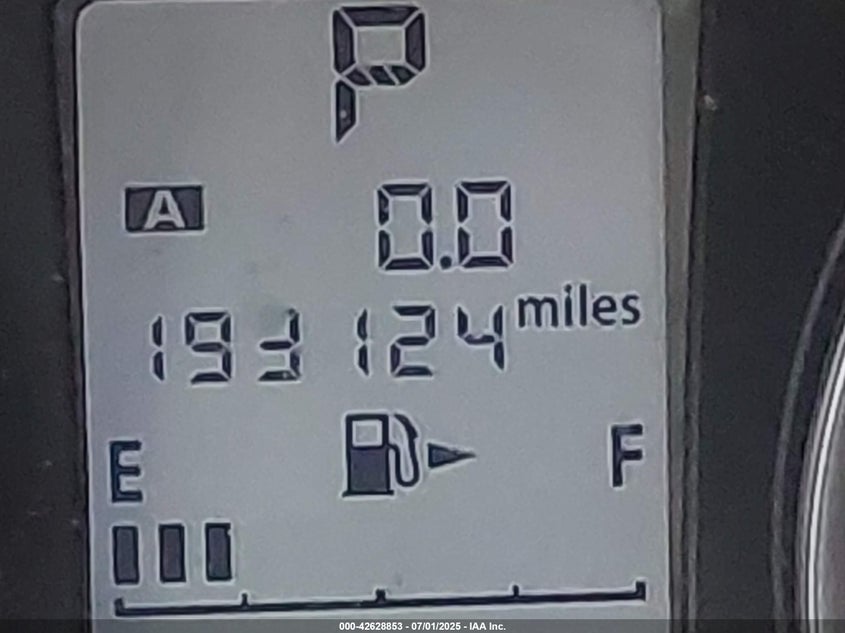 P
A 0.0
193124 miles
E F
000-42628853 - 07/01/2025 - IAA Inc.